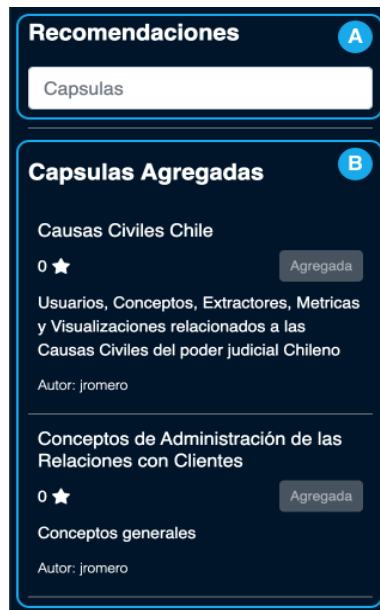 Recomendaciones
A
Capsulas
Capsulas Agregadas
B
Causas Civiles Chile
0
Agregada
Usuarios, Conceptos, Extractores, Metricas
y Visualizaciones relacionados a las
Causas Civiles del poder judicial Chileno
Autor: jromero
Conceptos de Administración de las
Relaciones con Clientes
0
Agregada
Conceptos generales
Autor: jromero